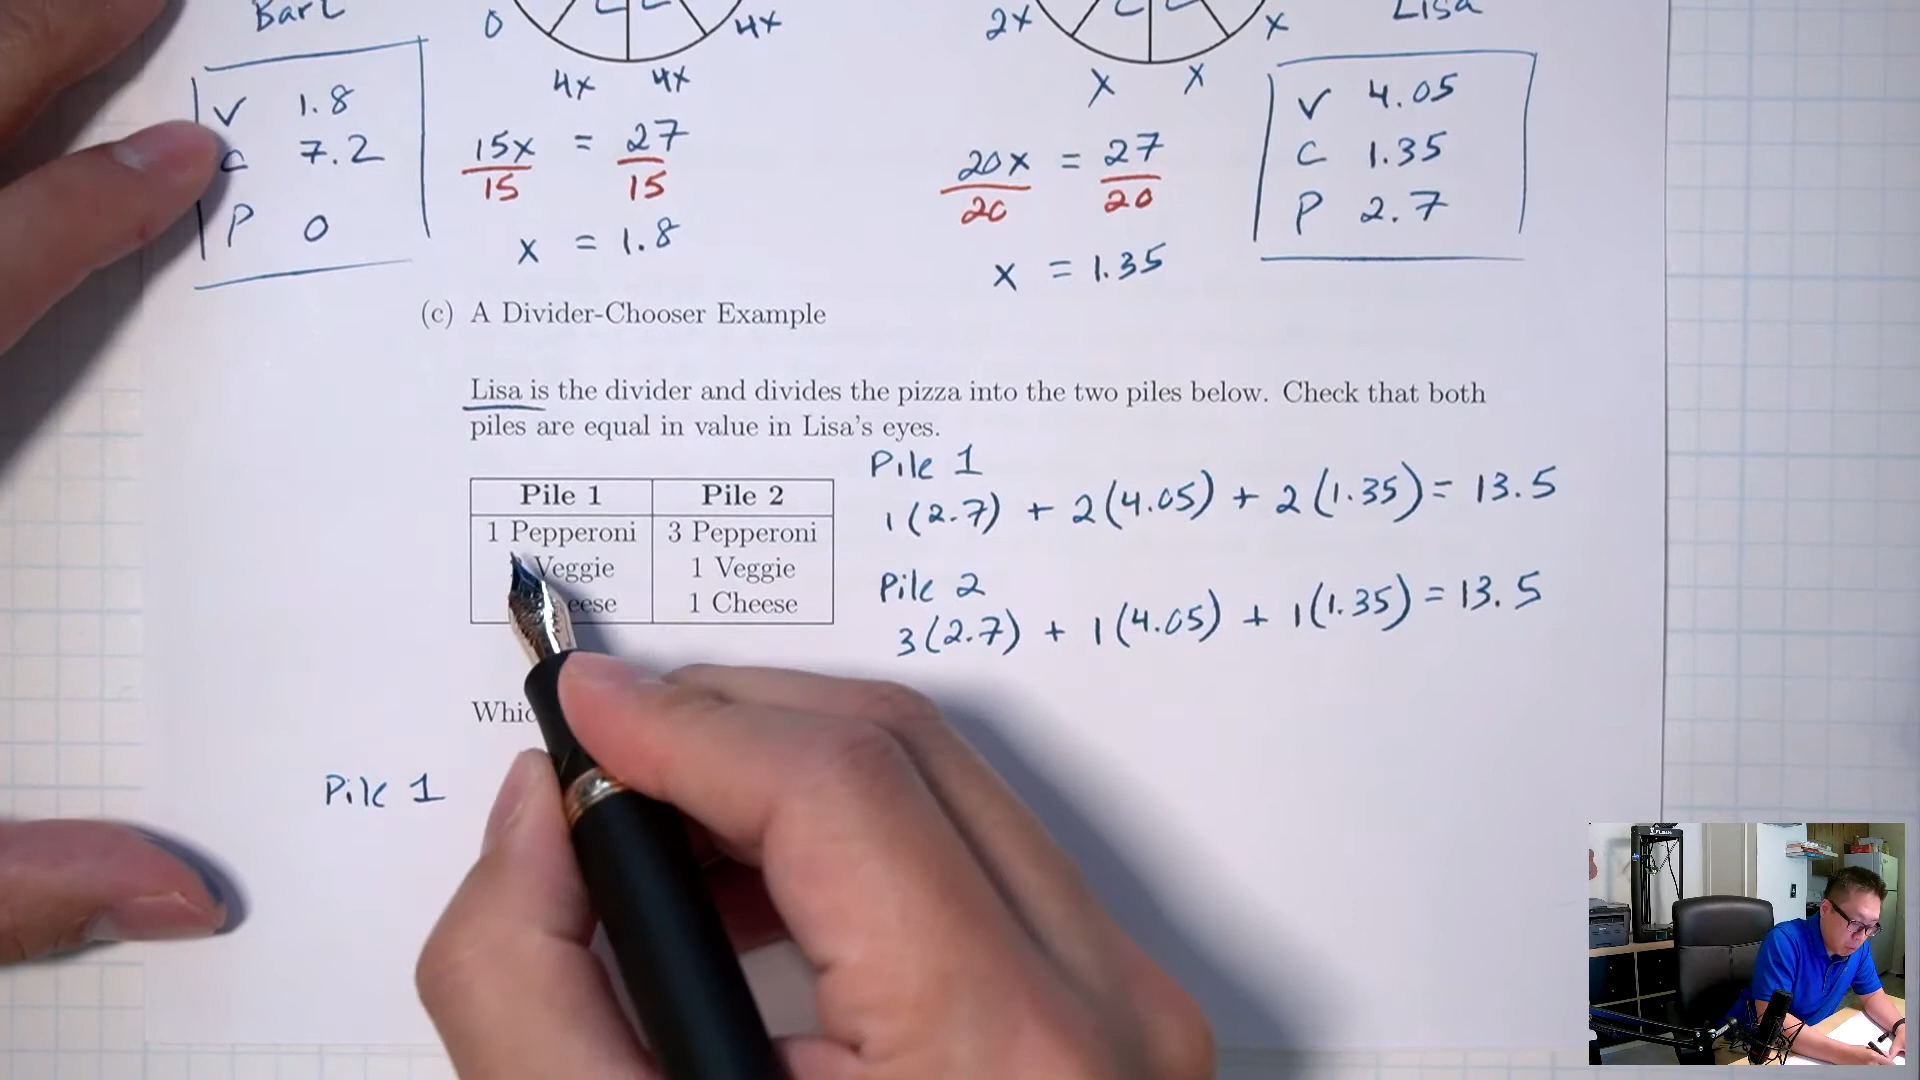 Bart
Lisa
0
4x
2x
x
4x 4x
x x
V 1.8
C 7.2
P 0
15x = 27
15 15
x = 1.8
20x = 27
20 20
x = 1.35
V 4.05
C 1.35
P 2.7
(c) A Divider-Chooser Example
Lisa is the divider and divides the pizza into the two piles below. Check that both
piles are equal in value in Lisa's eyes.
Pile 1 Pile 2
1 Pepperoni 3 Pepperoni
Veggie 1 Veggie
1 Cheese
Pile 1
1(2.7) + 2(4.05) + 2(1.35) = 13.5
Pile 2
3(2.7) + 1(4.05) + 1(1.35) = 13.5
Pile 1